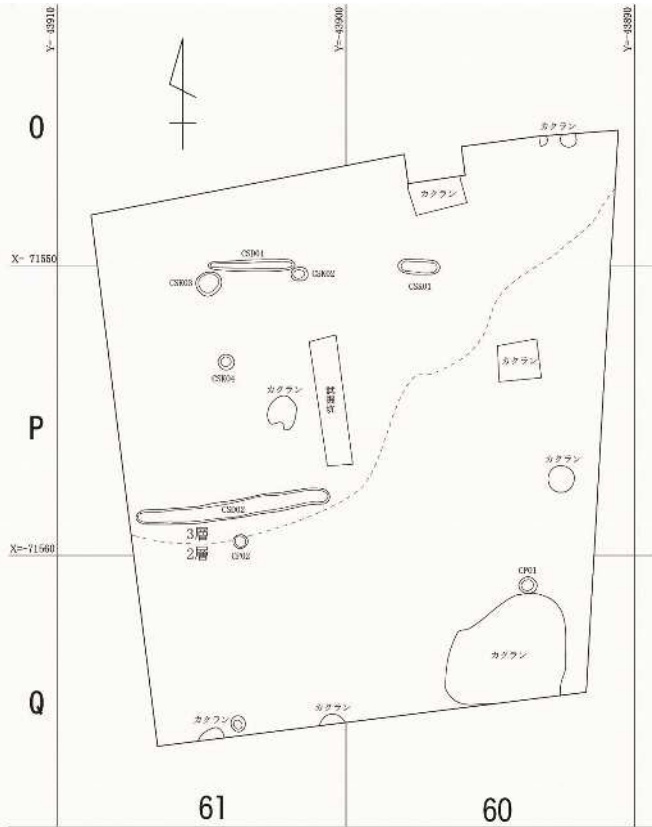 Y=-43910
Y=-43900
Y=-43890
O
カクラン
カクラン
X=-71550
CSD01
CSK03
CSK02
CSK01
CSK04
カクラン
試掘坑
カクラン
P
カクラン
CSD02
3層
2層
CP02
X=-71560
CP01
カクラン
Q
カクラン
カクラン
61
60